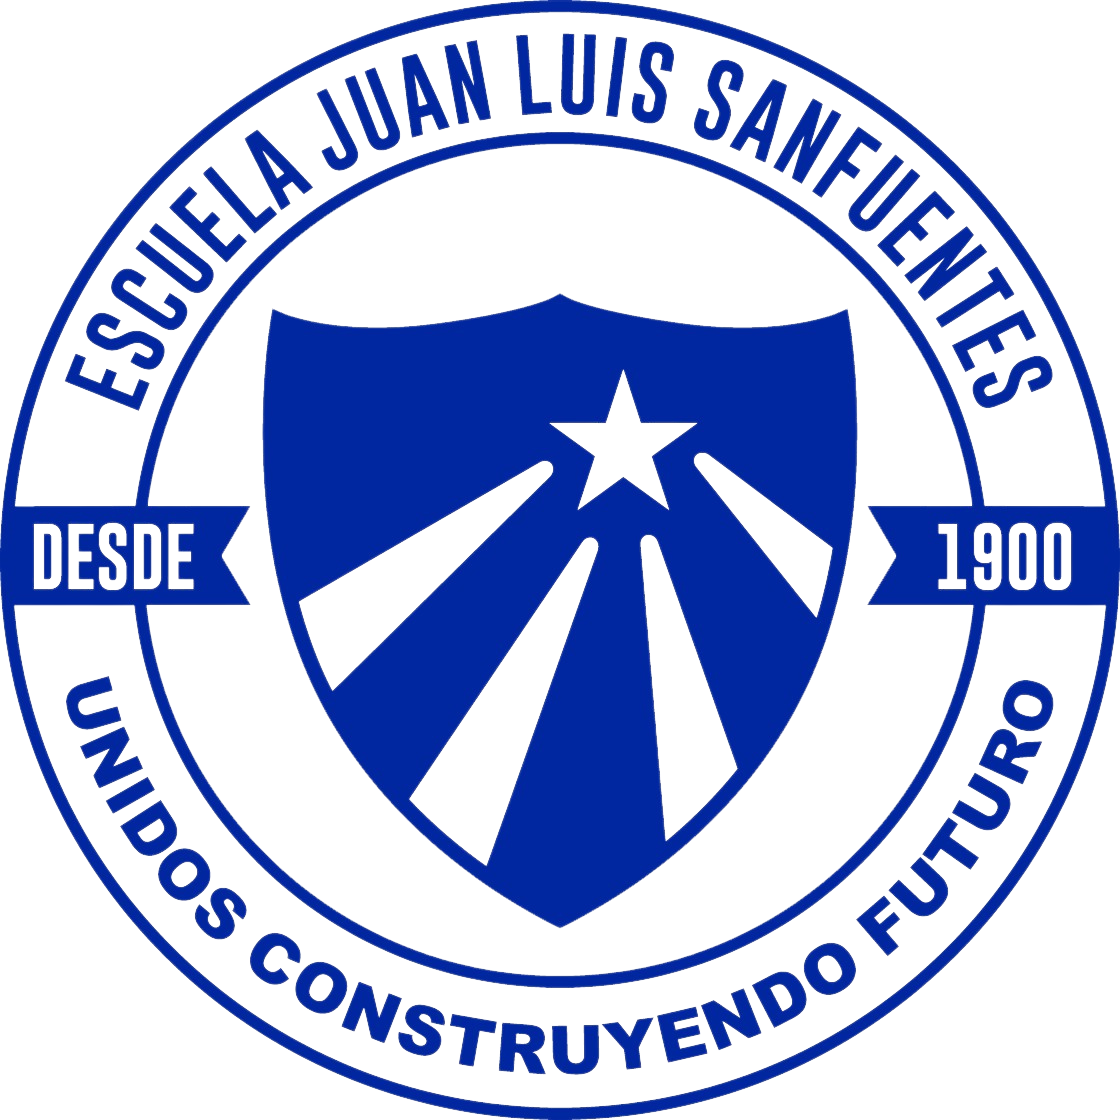 ESCUELA JUAN LUIS SANFUENTES
DESDE 1900
UNIDOS CONSTRUYENDO FUTURO